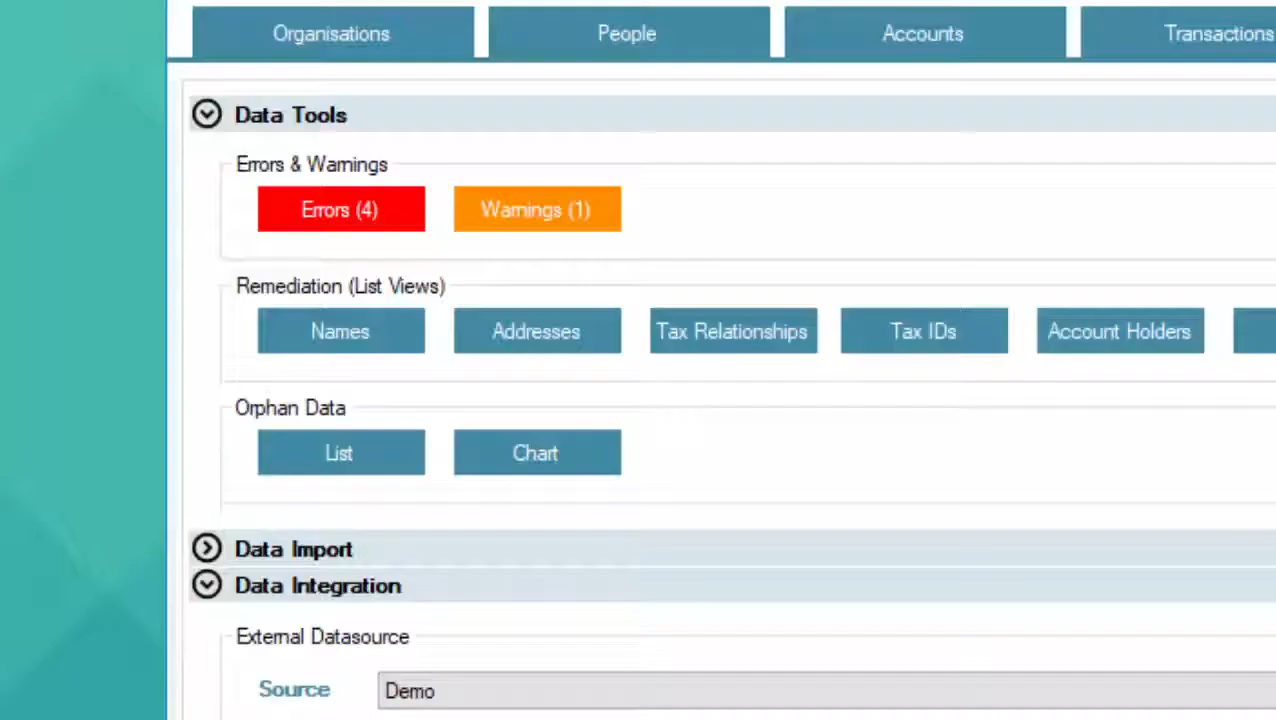 Organisations People Accounts Transactions
Data Tools
Errors & Warnings
Errors (4) Warnings (1)
Remediation (List Views)
Names Addresses Tax Relationships Tax IDs Account Holders
Orphan Data
List Chart
Data Import
Data Integration
External Datasource
Source Demo